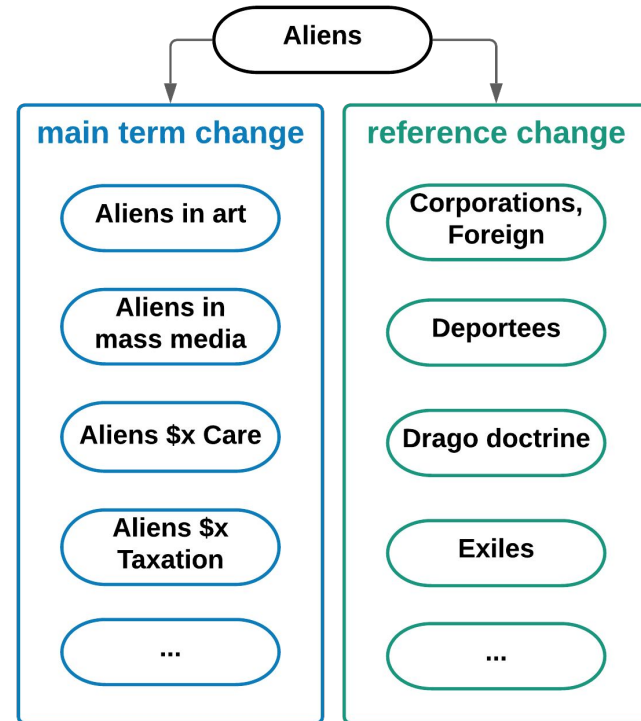 Aliens
main term change
Aliens in art
Aliens in
mass media
Aliens $x Care
Aliens $x
Taxation
...
reference change
Corporations,
Foreign
Deportees
Drago doctrine
Exiles
...